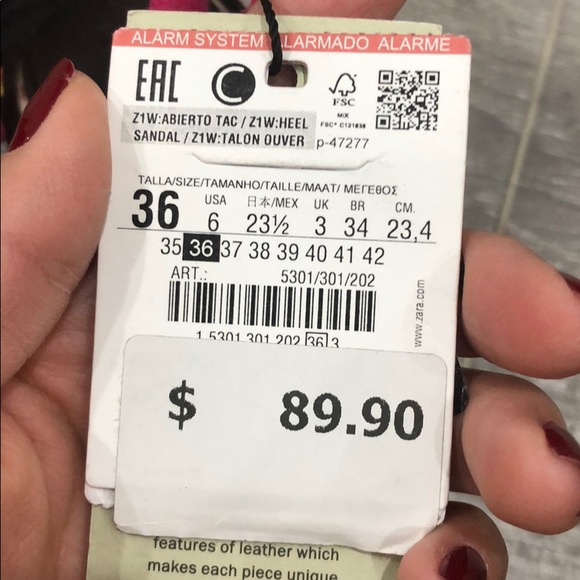 ALARM SYSTEM ALARMADO ALARME
EAC
FSC
MIX
FSC® C121838
Z1W:ABIERTO TAC / Z1W:HEEL
SANDAL / Z1W:TALON OUVER
p-47277
TALLA/SIZE/TAMANHO/TAILLE/MAAT/ ΜΕΓΕΘΟΣ
USA 日本/MEX UK BR CM.
36 6 23½ 3 34 23,4
35 36 37 38 39 40 41 42
ART.: 5301/301/202
www.zara.com
1 5301 301 202 36 3
$ 89.90
features of leather which
makes each piece unique